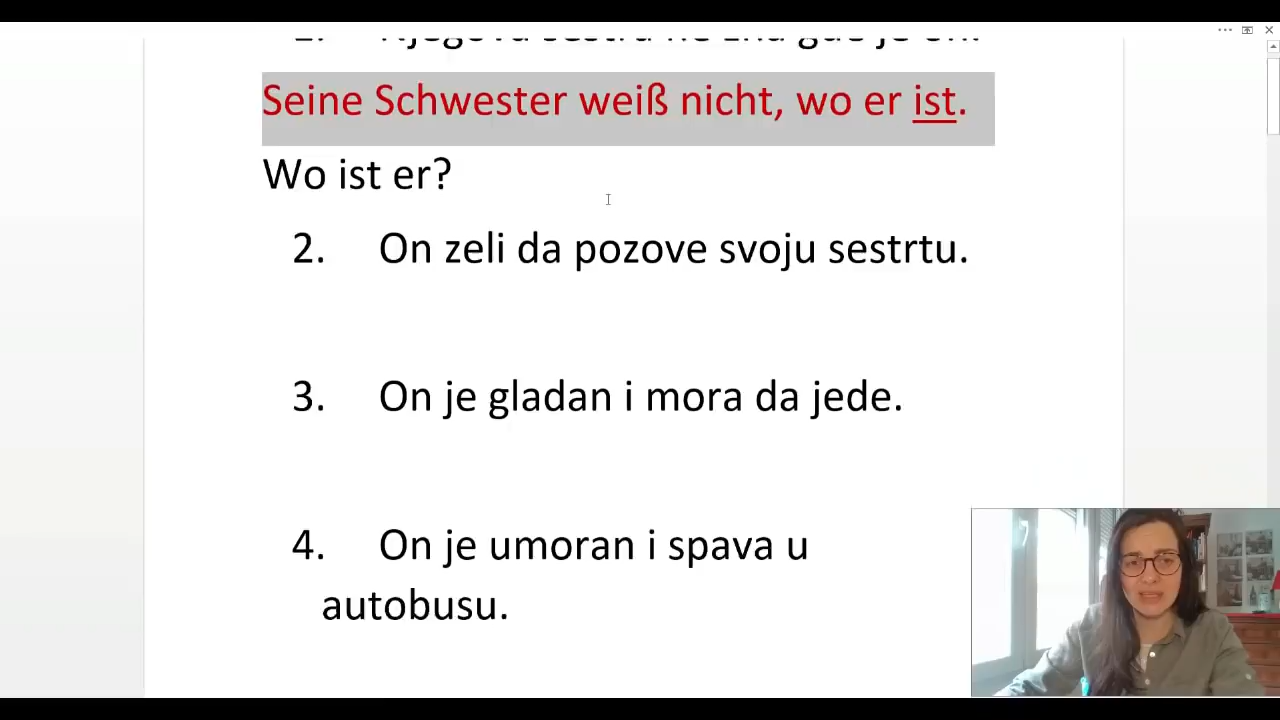 Seine Schwester weiß nicht, wo er ist.
Wo ist er?
2. On zeli da pozove svoju sestrtu.
3. On je gladan i mora da jede.
4. On je umoran i spava u
autobusu.